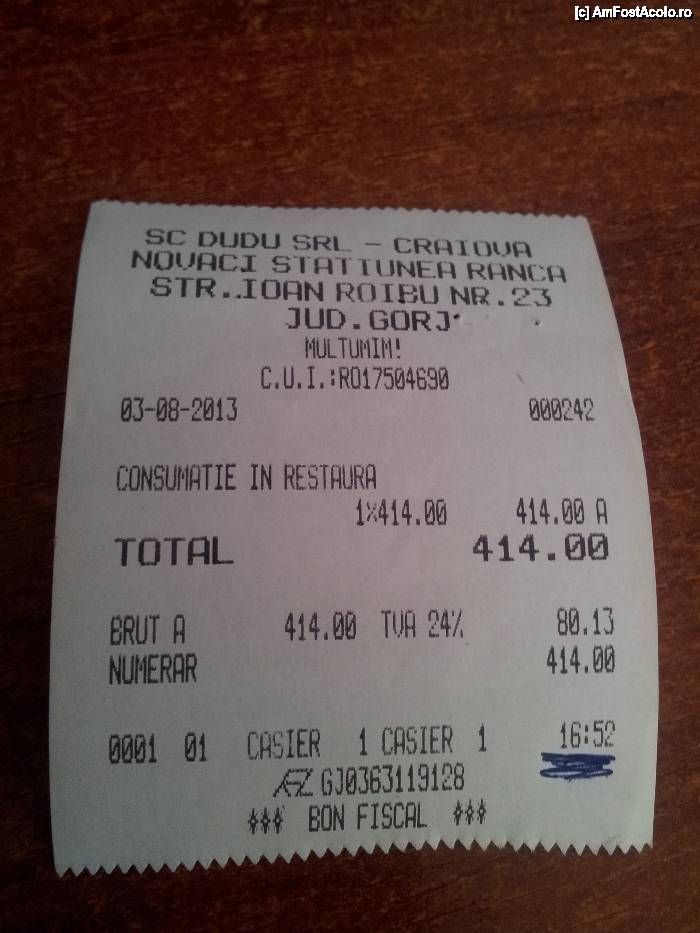 [c] AmFostAcolo.ro
SC DUDU SRL - CRAIOVA
NOVACI STATIUNEA RANCA
STR..IOAN ROIBU NR.23
JUD.GORJ
MULTUMIM!
C.U.I.:RO17504690
03-08-2013 000242
CONSUMATIE IN RESTAURA
1X414.00 414.00 A
TOTAL 414.00
BRUT A 414.00 TVA 24% 80.13
NUMERAR 414.00
0001 01 CASIER 1 CASIER 1 16:52
GJ0363119128
*** BON FISCAL ***